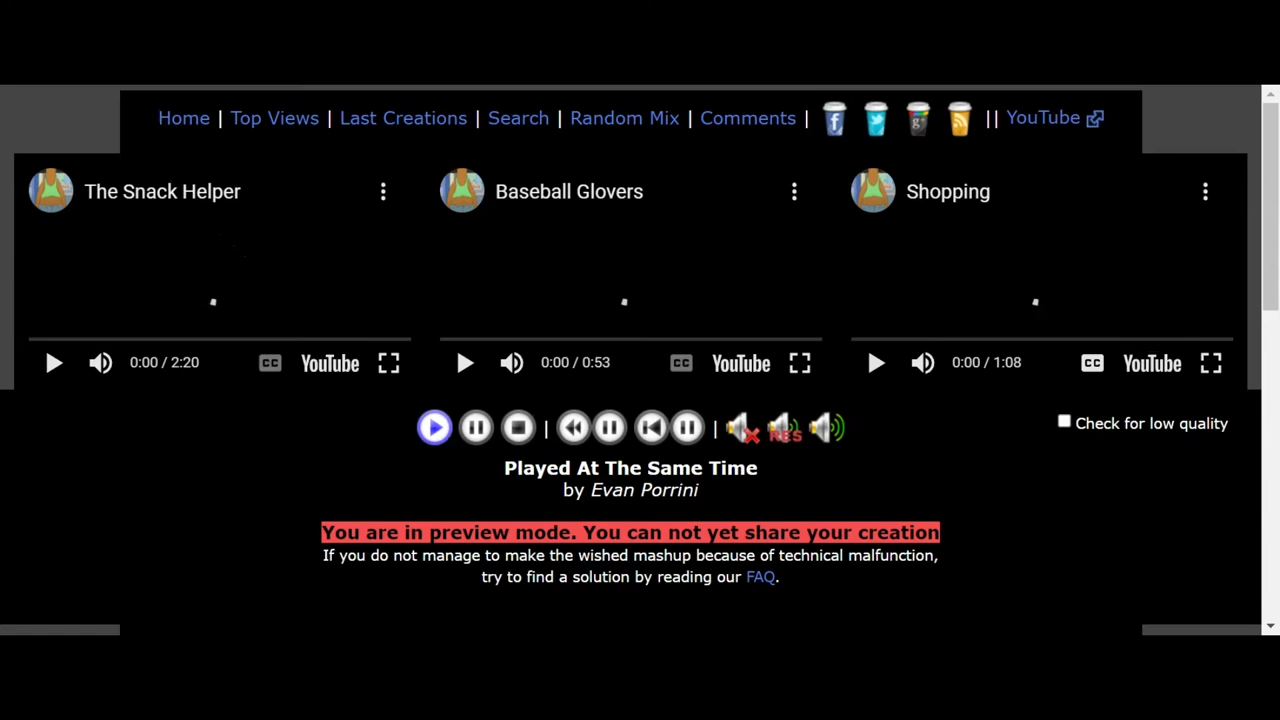 Home | Top Views | Last Creations | Search | Random Mix | Comments | f g+ || YouTube
The Snack Helper
Baseball Glovers
Shopping
0:00 / 2:20 CC YouTube
0:00 / 0:53 CC YouTube
0:00 / 1:08 CC YouTube
| | RES
Check for low quality
Played At The Same Time
by Evan Porrini
You are in preview mode. You can not yet share your creation
If you do not manage to make the wished mashup because of technical malfunction,
try to find a solution by reading our FAQ.